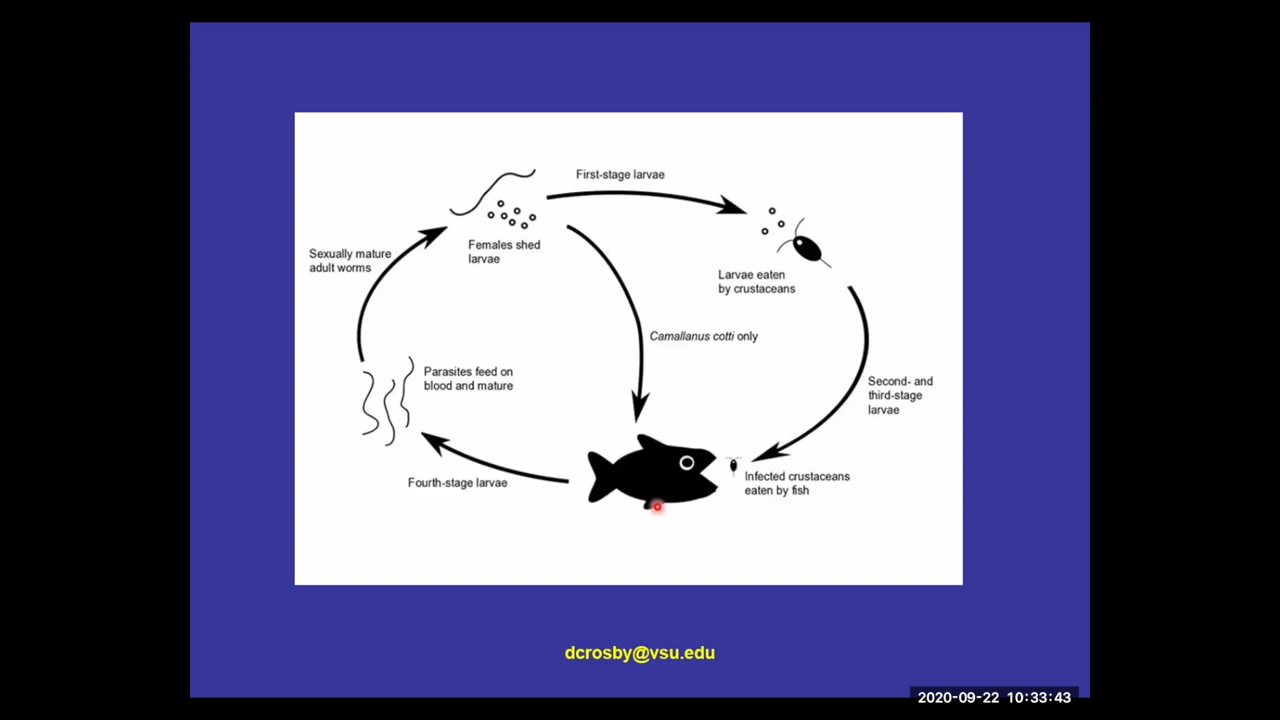 First-stage larvae
Females shed
larvae
Sexually mature
adult worms
Larvae eaten
by crustaceans
Camallanus cotti only
Parasites feed on
blood and mature
Second- and
third-stage
larvae
Fourth-stage larvae
Infected crustaceans
eaten by fish
dcrosby@vsu.edu
2020-09-22 10:33:43